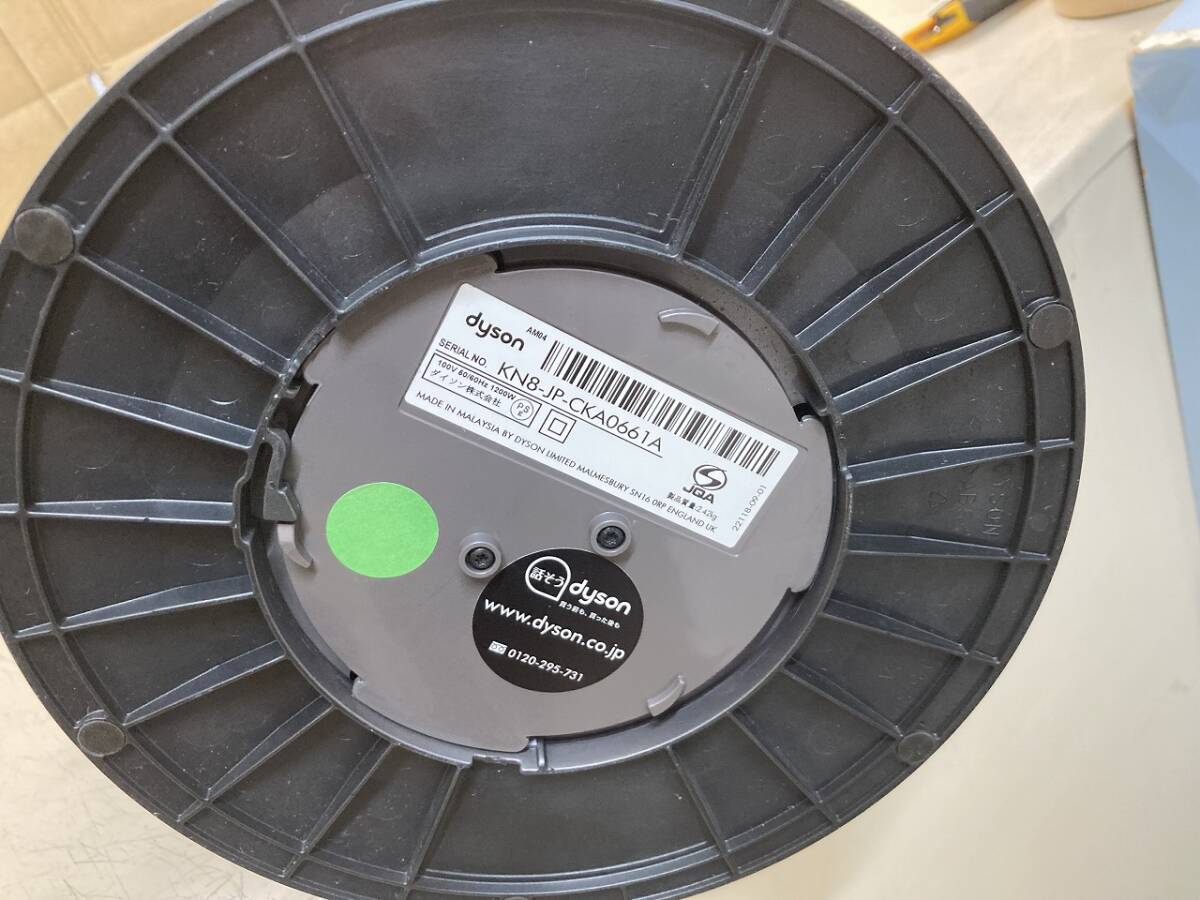 dyson AM04
SERIAL NO. KN8-JP-CKA0661A
100V 50/60Hz 1200W
ダイソン株式会社
PS
E
MADE IN MALAYSIA BY DYSON LIMITED MALMESBURY SN16 0RP ENGLAND UK
JQA
製品質量:2.42kg
22118-09-01
話そう dyson
買う前も、買った後も
www.dyson.co.jp
0120-295-731
DYSON